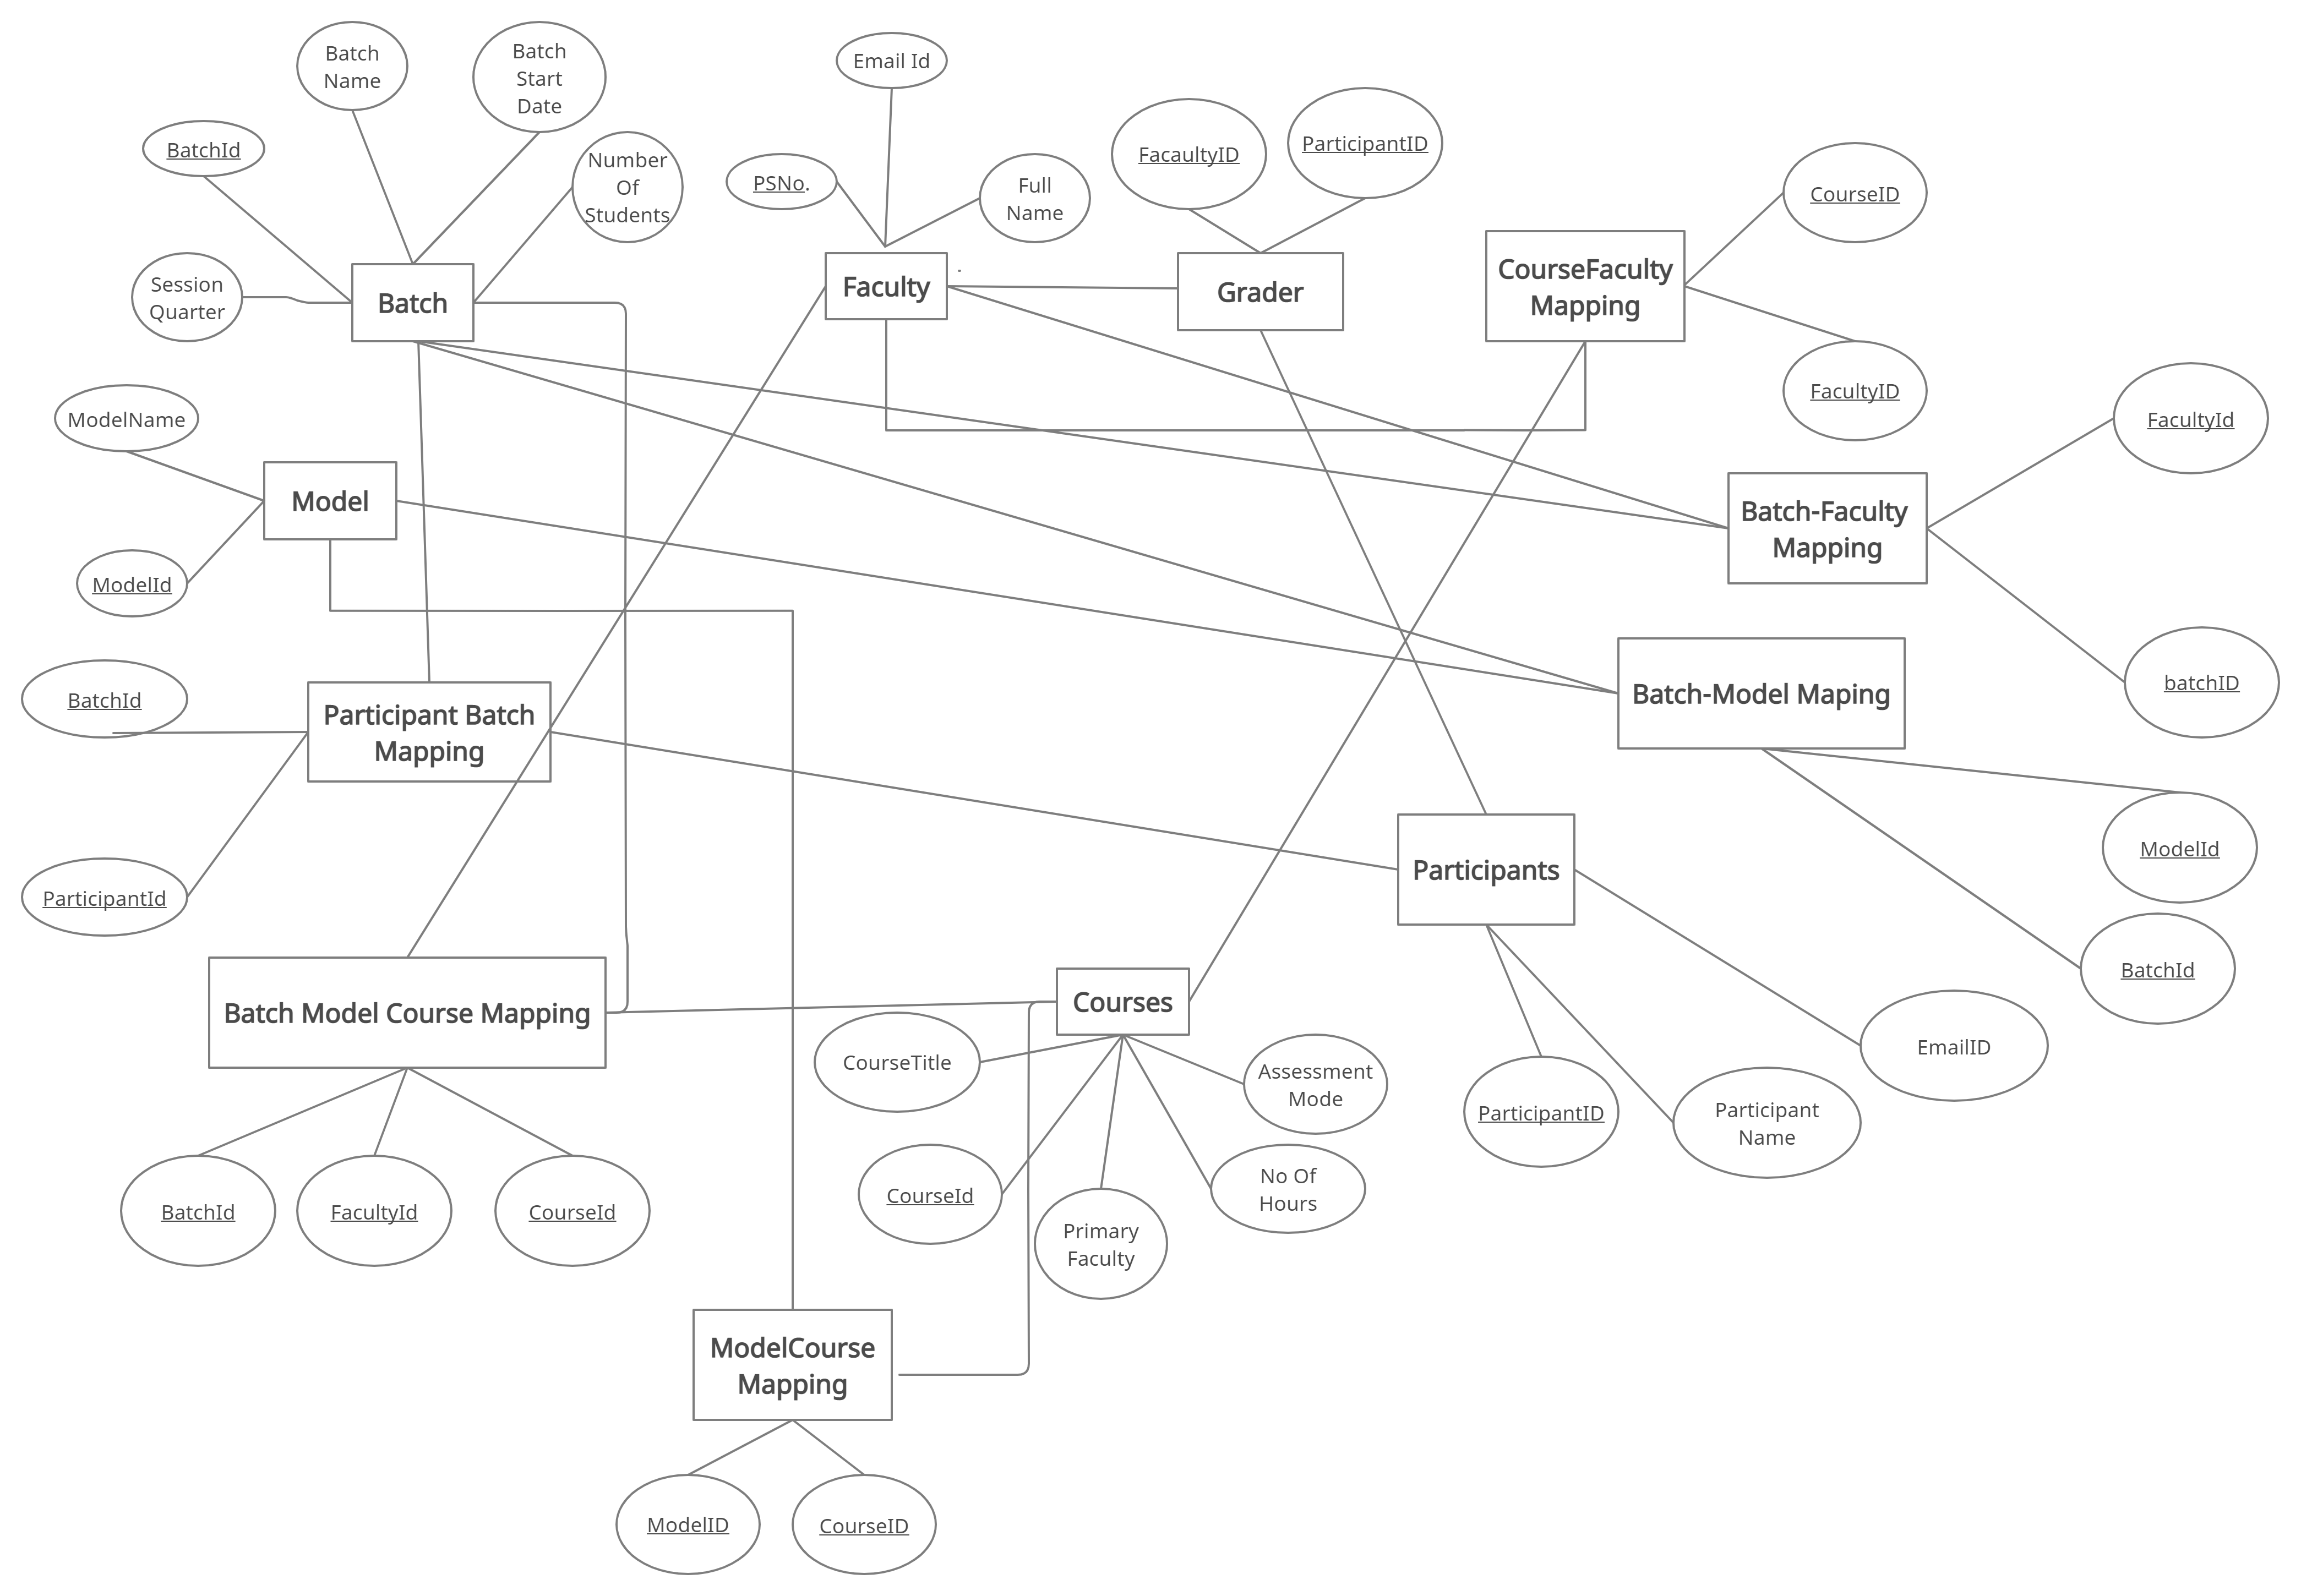 Batch
Name
Batch
Start
Date
Email Id
BatchId
Number
Of
Students
PSNo.
Full
Name
FacaultyID
ParticipantID
CourseID
Session
Quarter
Batch
Faculty
Grader
CourseFaculty
Mapping
ModelName
FacultyID
FacultyId
Model
Batch-Faculty
Mapping
ModelId
BatchId
Participant Batch
Mapping
Batch-Model Maping
batchID
ParticipantId
Participants
ModelId
BatchId
Batch Model Course Mapping
Courses
CourseTitle
Assessment
Mode
EmailID
ParticipantID
Participant
Name
BatchId
FacultyId
CourseId
CourseId
No Of
Hours
Primary
Faculty
ModelCourse
Mapping
ModelID
CourseID